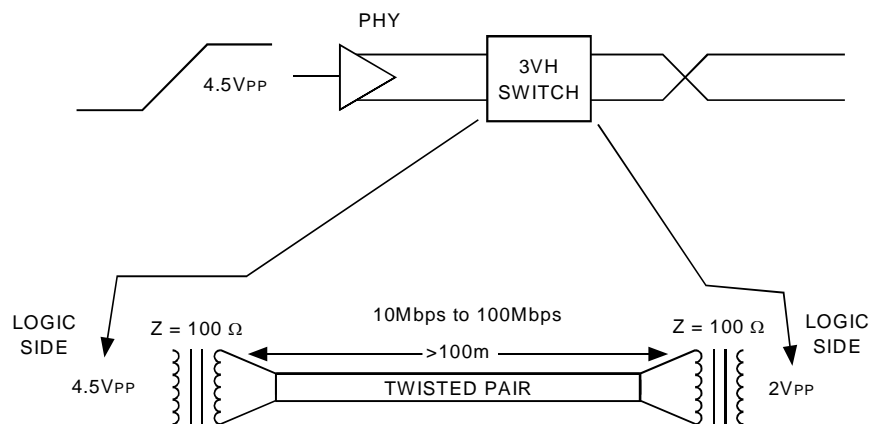 PHY
4.5VPP
3VH
SWITCH
10Mbps to 100Mbps
LOGIC
SIDE
Z = 100 Ω
>100m
Z = 100 Ω
LOGIC
SIDE
4.5VPP
TWISTED PAIR
2VPP